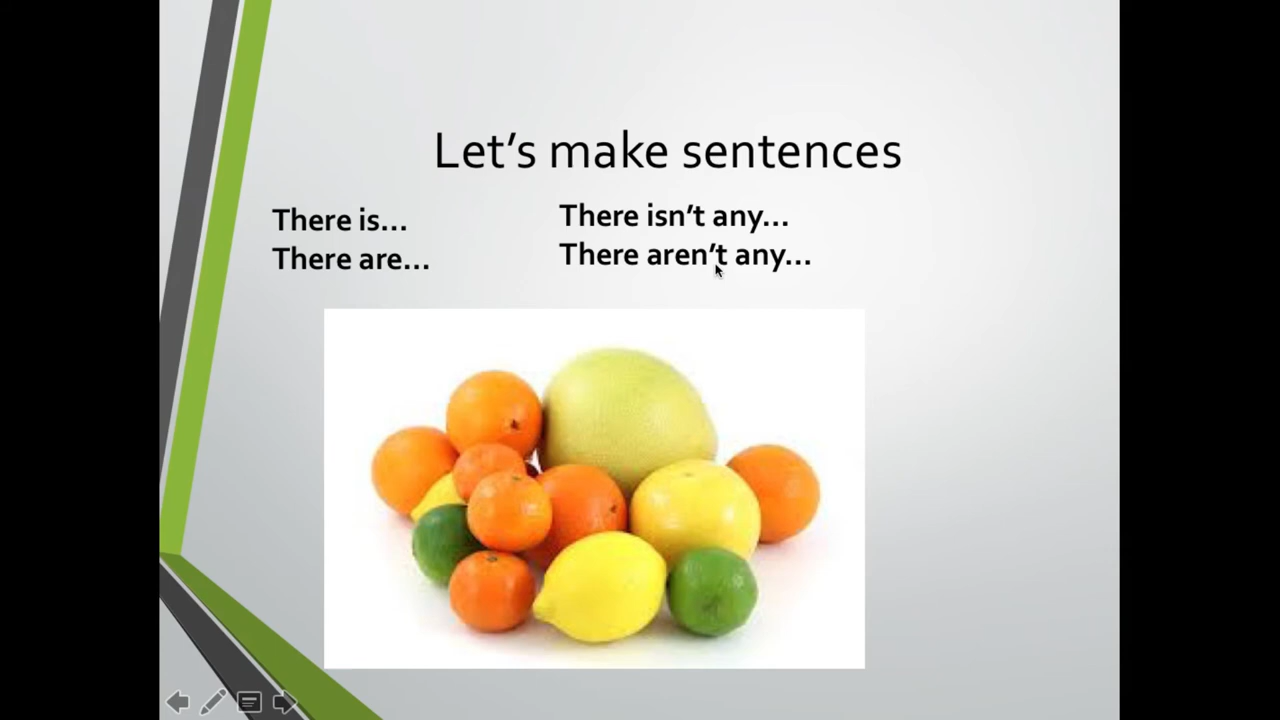 Let’s make sentences
There is...
There are...
There isn’t any...
There aren’t any...